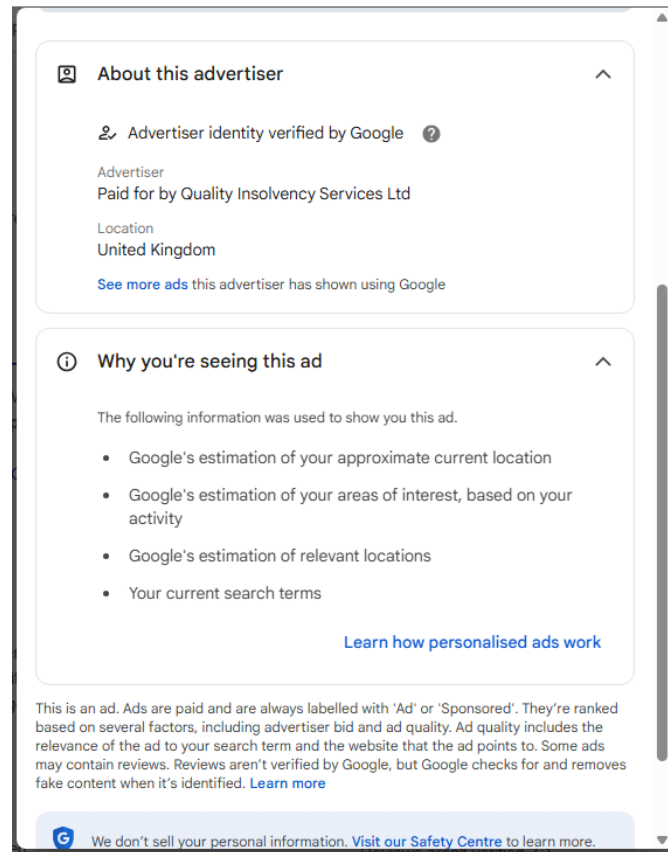 About this advertiser
Advertiser identity verified by Google
Advertiser
Paid for by Quality Insolvency Services Ltd
Location
United Kingdom
See more ads this advertiser has shown using Google
Why you're seeing this ad
The following information was used to show you this ad.
• Google's estimation of your approximate current location
• Google's estimation of your areas of interest, based on your
activity
• Google's estimation of relevant locations
• Your current search terms
Learn how personalised ads work
This is an ad. Ads are paid and are always labelled with 'Ad' or 'Sponsored'. They're ranked
based on several factors, including advertiser bid and ad quality. Ad quality includes the
relevance of the ad to your search term and the website that the ad points to. Some ads
may contain reviews. Reviews aren't verified by Google, but Google checks for and removes
fake content when it's identified. Learn more
We don't sell your personal information. Visit our Safety Centre to learn more.